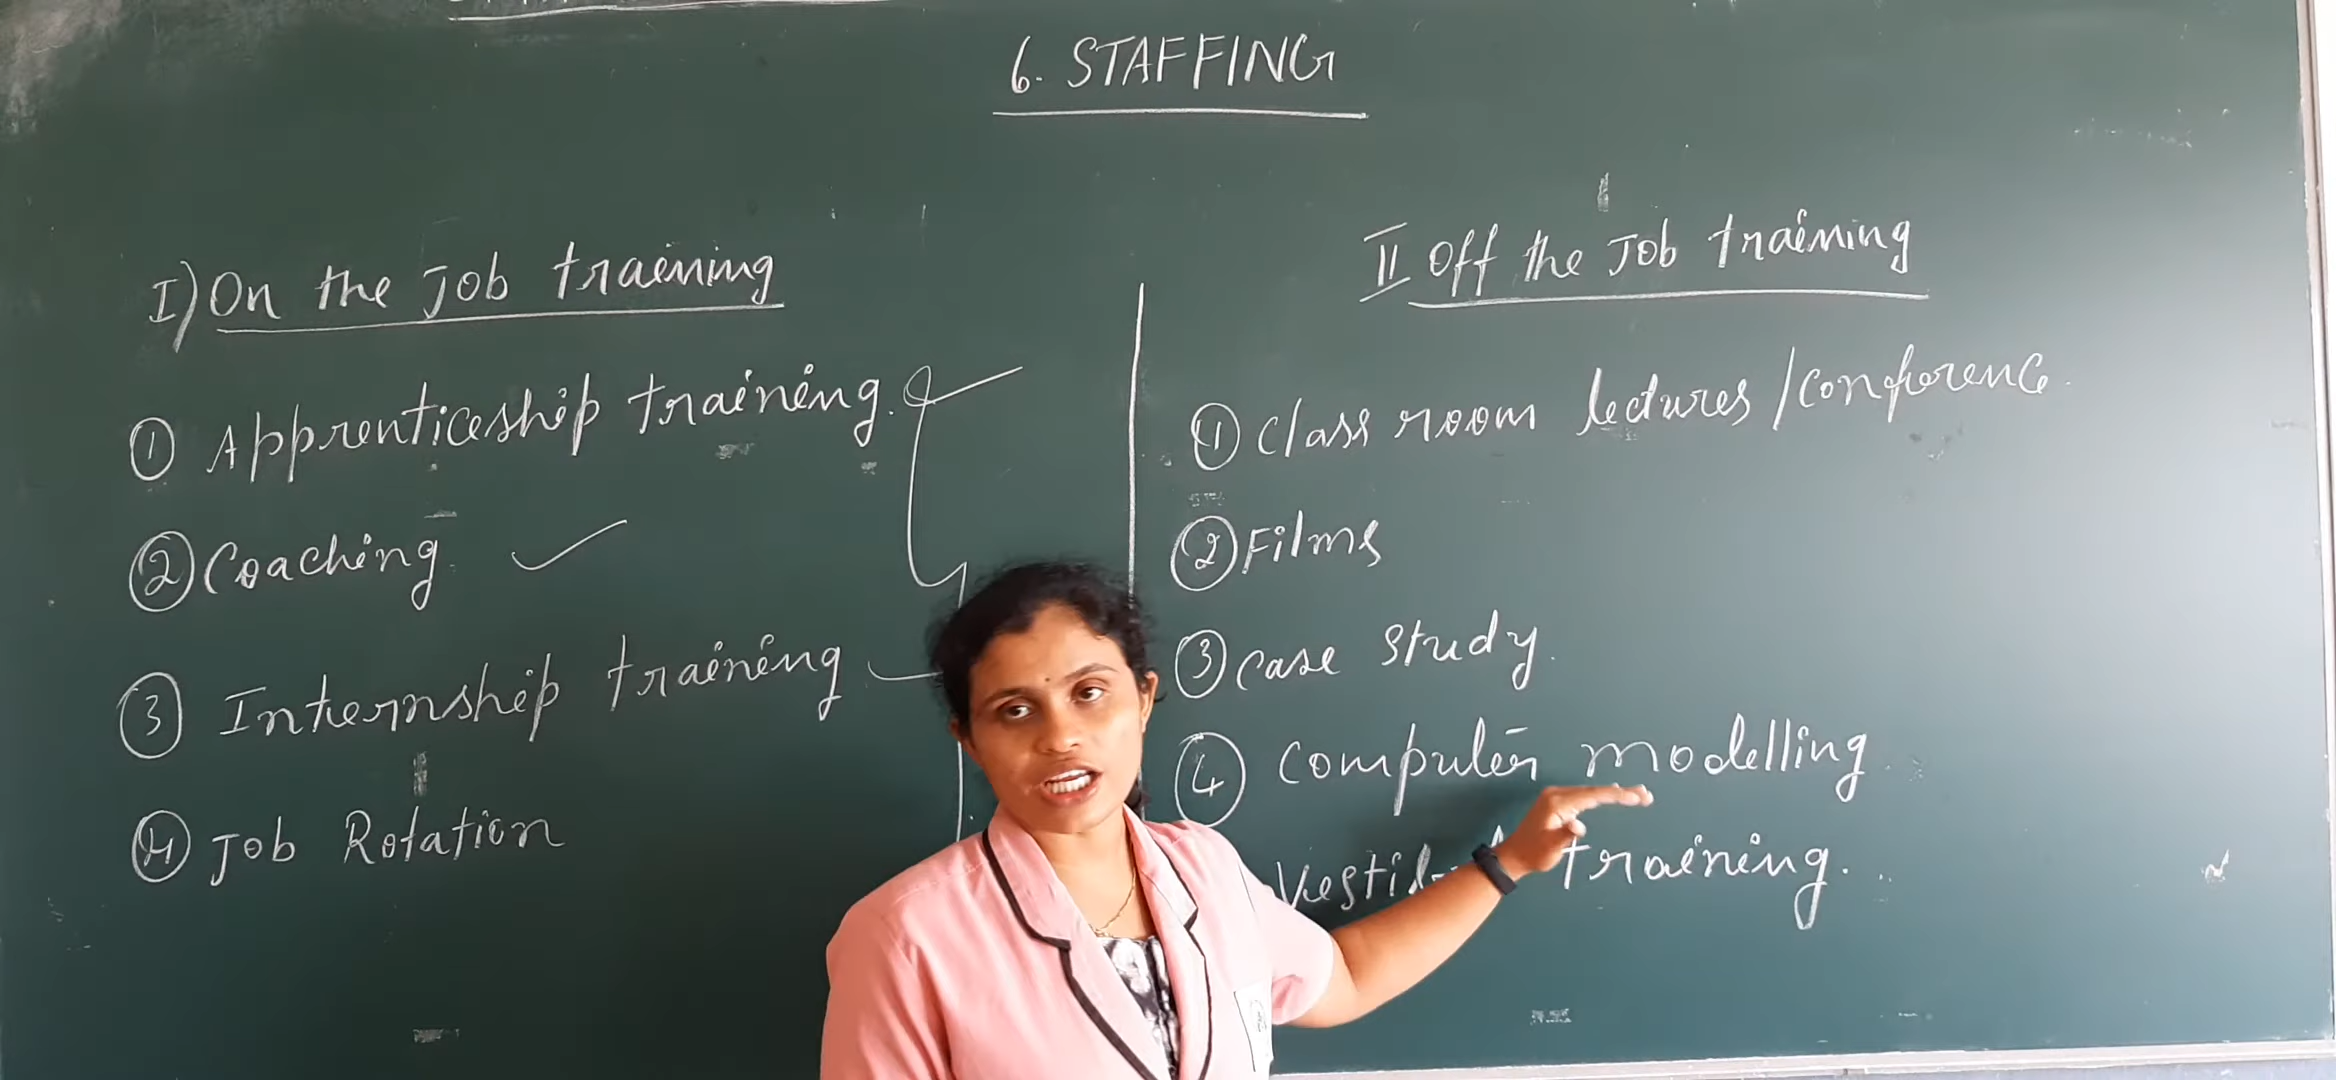 6. STAFFING
I) On the Job training
① Apprenticeship training.
② Coaching.
③ Internship training
④ Job Rotation
II Off the Job training
① Class room lectures / conference.
② Films
③ Case study.
④ Computer modelling.
training.